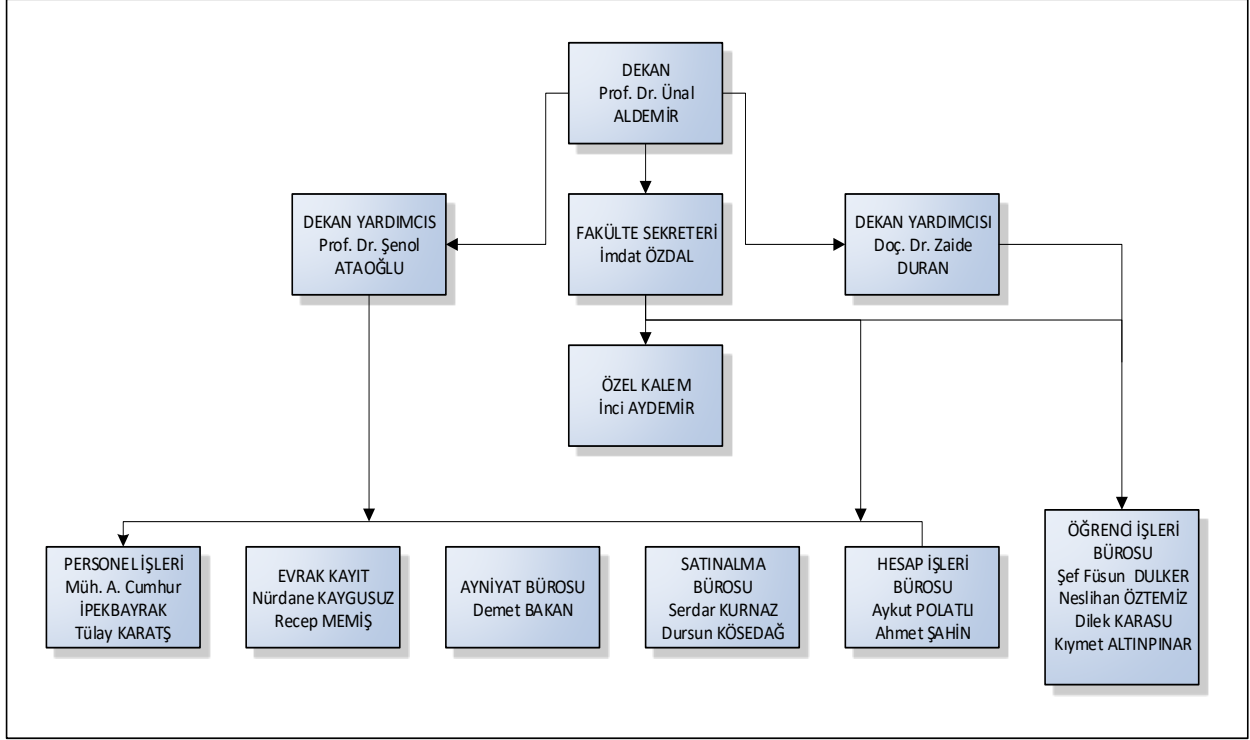 DEKAN
Prof. Dr. Ünal
ALDEMİR
DEKAN YARDIMCIS
Prof. Dr. Şenol
ATAOĞLU
FAKÜLTE SEKRETERİ
İmdat ÖZDAL
DEKAN YARDIMCISI
Doç. Dr. Zaide
DURAN
ÖZEL KALEM
İnci AYDEMİR
PERSONEL İŞLERİ
Müh. A. Cumhur
İPEKBAYRAK
Tülay KARATŞ
EVRAK KAYIT
Nürdane KAYGUSUZ
Recep MEMİŞ
AYNİYAT BÜROSU
Demet BAKAN
SATINALMA
BÜROSU
Serdar KURNAZ
Dursun KÖSEDAĞ
HESAP İŞLERİ
BÜROSU
Aykut POLATLI
Ahmet ŞAHİN
ÖĞRENCİ İŞLERİ
BÜROSU
Şef Füsun  DULKER
Neslihan ÖZTEMİZ
Dilek KARASU
Kıymet ALTINPINAR